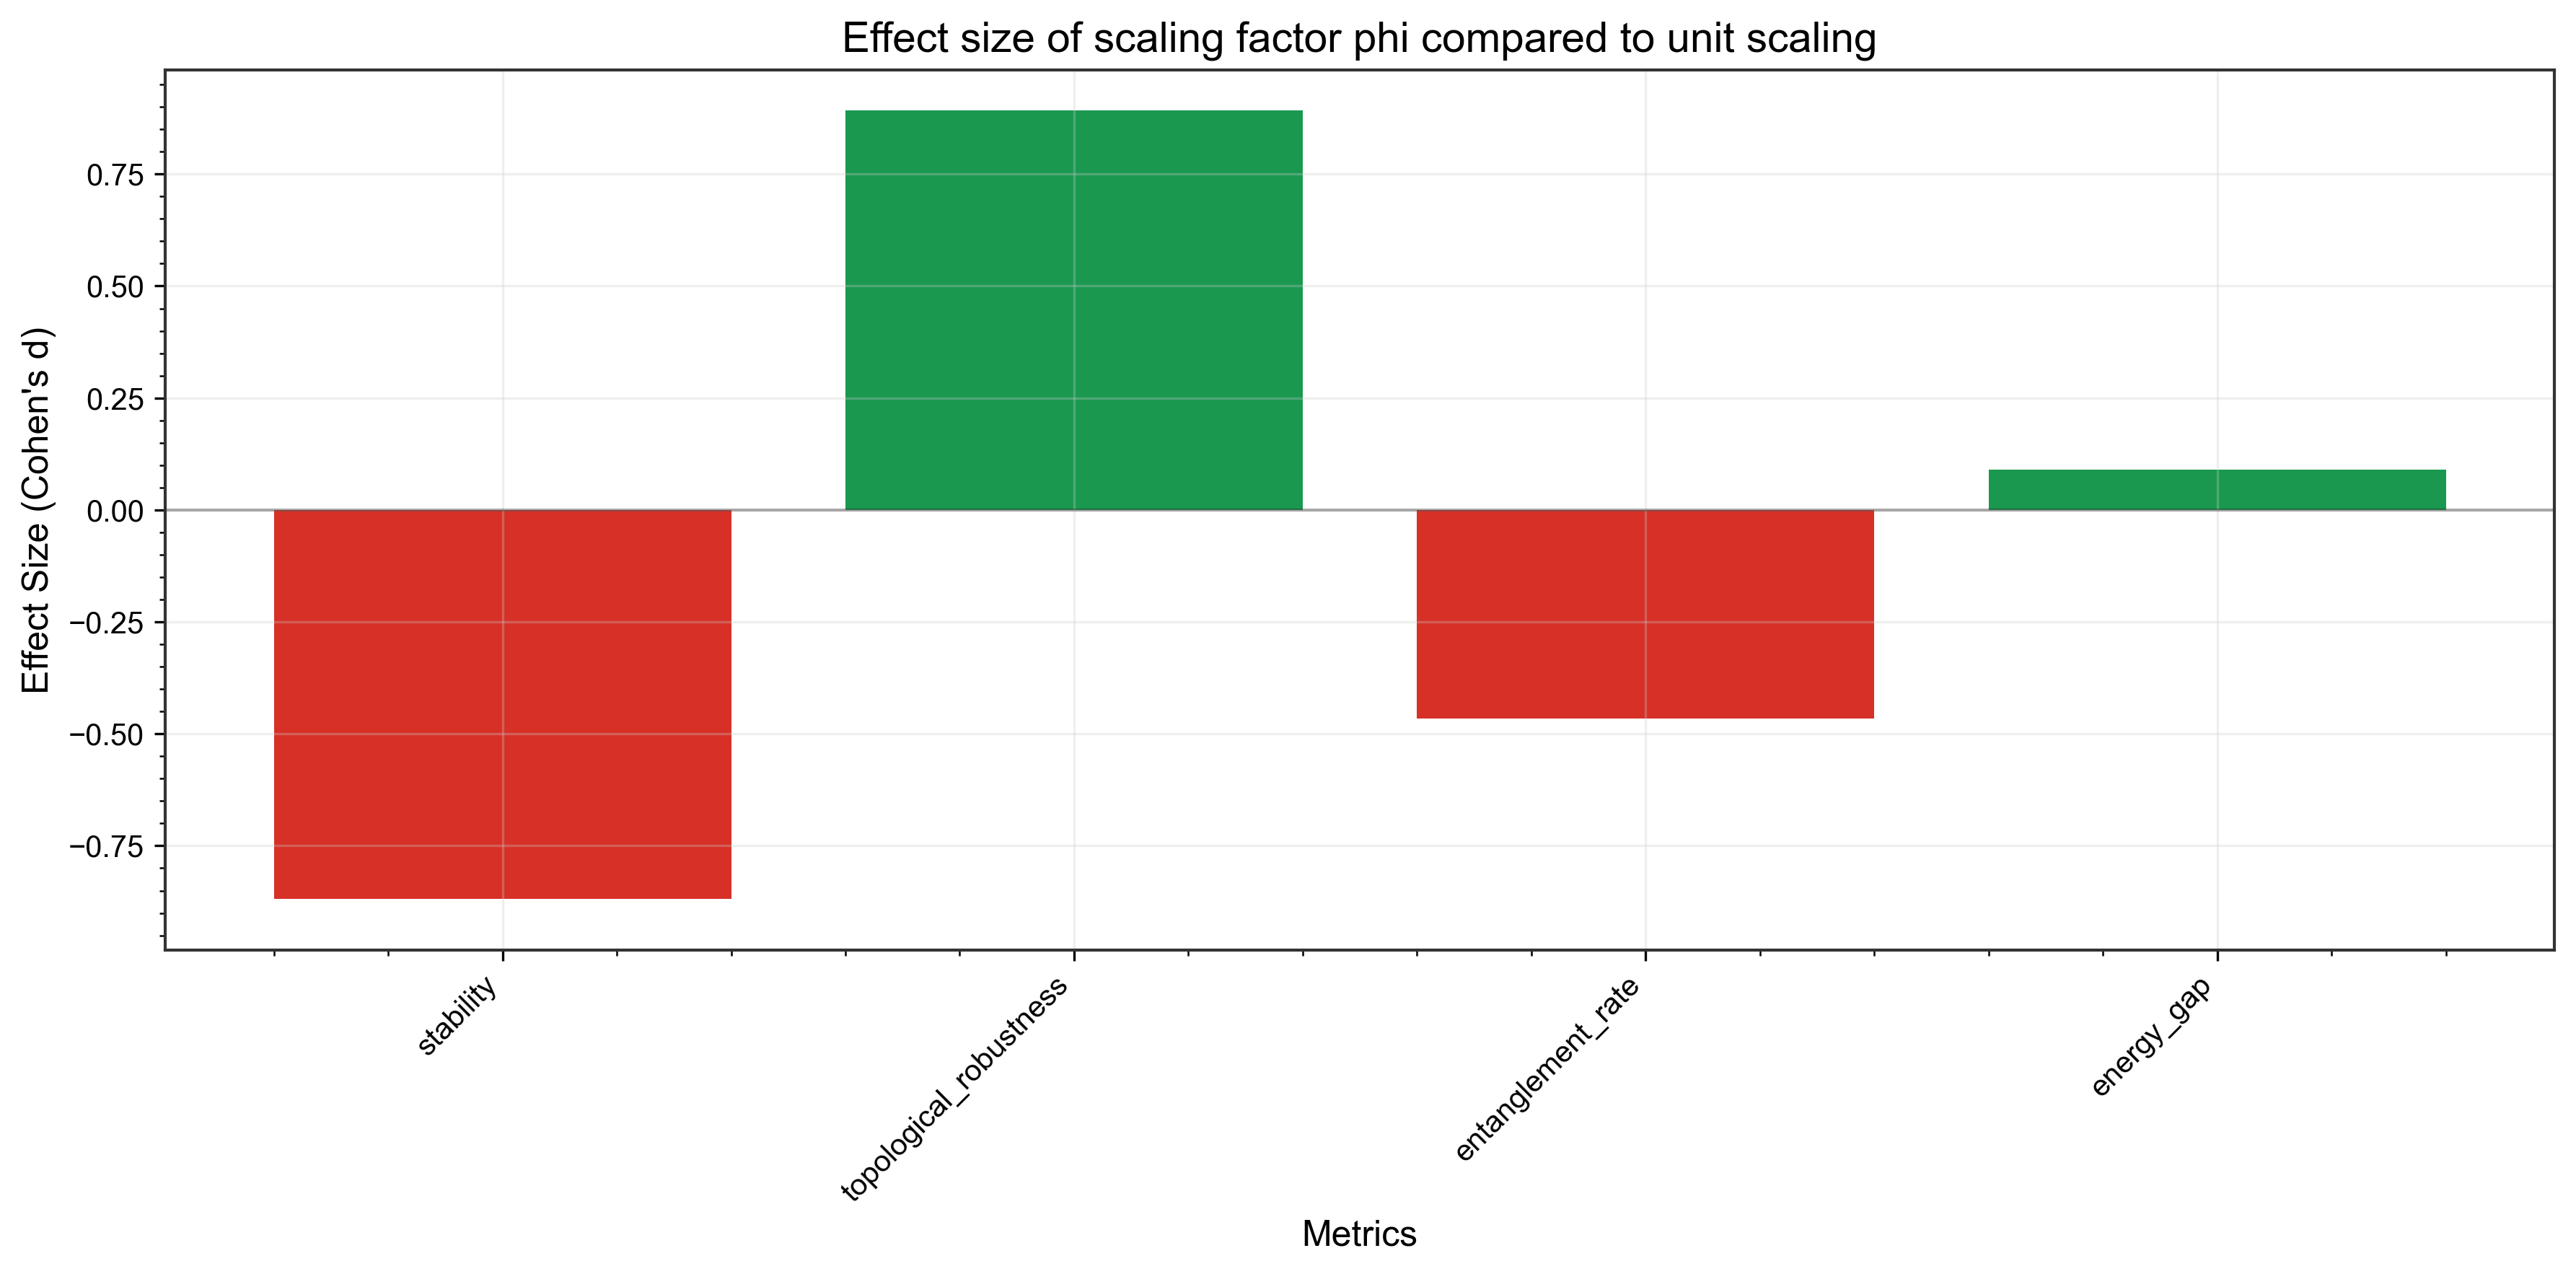 Effect size of scaling factor phi compared to unit scaling
Effect Size (Cohen's d)
0.75
0.50
0.25
0.00
−0.25
−0.50
−0.75
stability
topological_robustness
entanglement_rate
energy_gap
Metrics